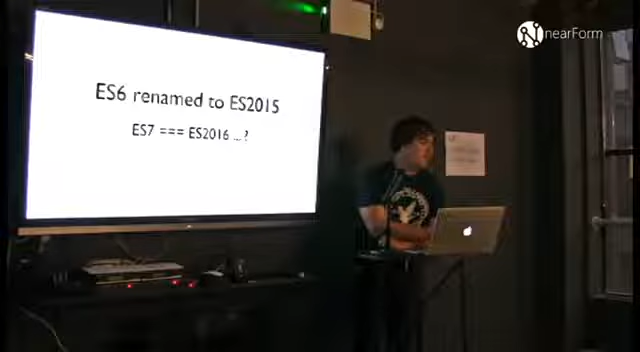 nearForm
ES6 renamed to ES2015
ES7 === ES2016 ...?